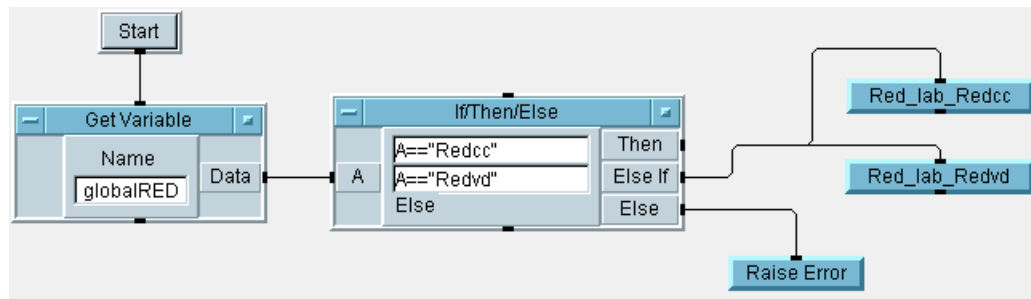 Start
Get Variable
Name
globalRED
Data
If/Then/Else
A
A=="Redcc"
A=="Redvd"
Else
Then
Else If
Else
Red_lab_Redcc
Red_lab_Redvd
Raise Error